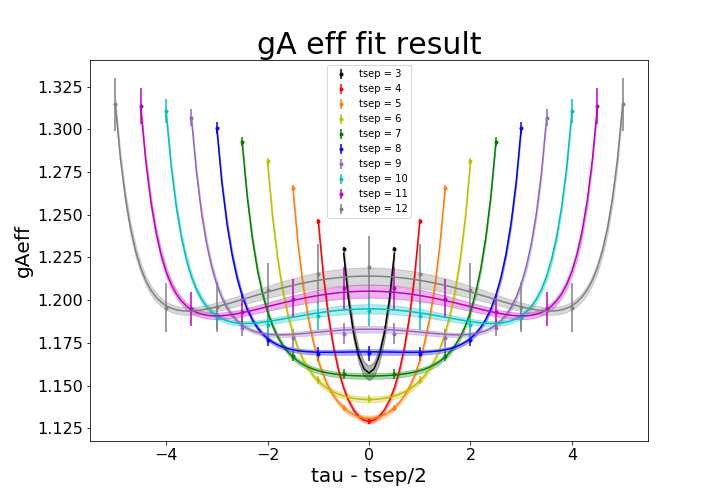 gA eff fit result
tsep = 3
tsep = 4
tsep = 5
tsep = 6
tsep = 7
tsep = 8
tsep = 9
tsep = 10
tsep = 11
tsep = 12
1.325
1.300
1.275
1.250
1.225
1.200
1.175
1.150
1.125
gAeff
−4 −2 0 2 4
tau - tsep/2